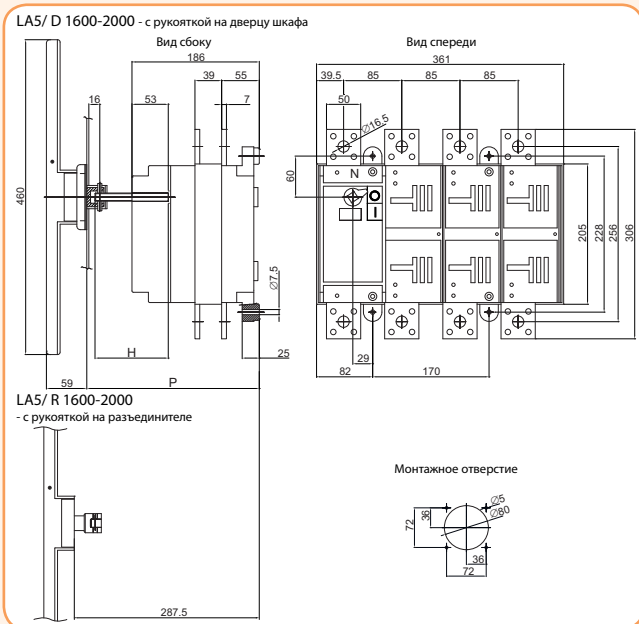 LA5/ D 1600-2000 - с рукояткой на дверцу шкафа
Вид сбоку
Вид спереди
186
361
39
55
39.5
85
85
85
16
53
7
50
Ø16.5
N
60
O
I
460
205
228
256
306
Ø7.5
H
25
29
59
P
82
170
LA5/ R 1600-2000
- с рукояткой на разъединителе
Монтажное отверстие
Ø5
Ø80
72
36
36
72
287.5